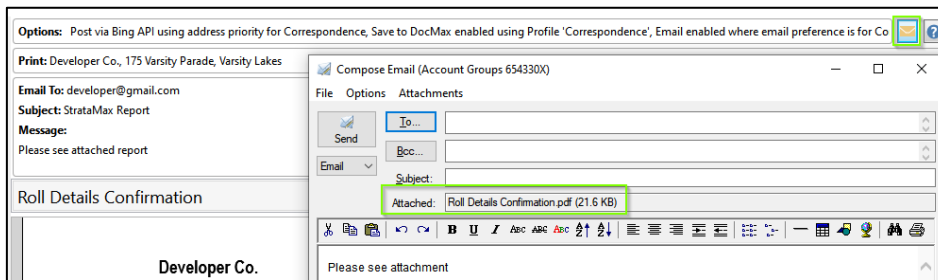 Options: Post via Bing API using address priority for Correspondence, Save to DocMax enabled using Profile 'Correspondence', Email enabled where email preference is for Co
Print: Developer Co., 175 Varsity Parade, Varsity Lakes
Email To: developer@gmail.com
Subject: StrataMax Report
Message:
Please see attached report
Roll Details Confirmation
Developer Co.
Compose Email (Account Groups 654330X)
File Options Attachments
Send
To...
Bcc...
Email
Subject:
Attached: Roll Details Confirmation.pdf (21.6 KB)
B U I ABC ABC ABC
Please see attachment